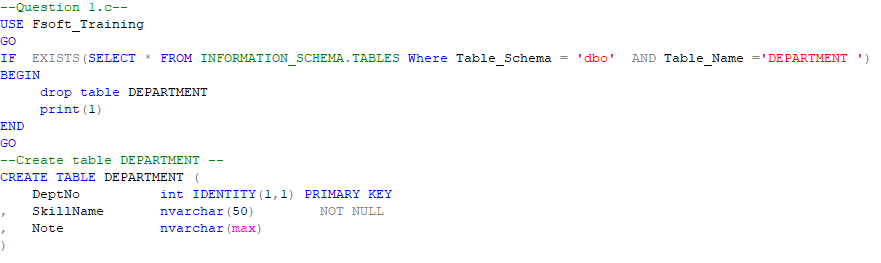 --Question 1.c--
USE Fsoft_Training
GO
IF  EXISTS(SELECT * FROM INFORMATION_SCHEMA.TABLES Where Table_Schema = 'dbo'  AND Table_Name ='DEPARTMENT ')
BEGIN
     drop table DEPARTMENT
     print(1)
END
GO
--Create table DEPARTMENT --
CREATE TABLE DEPARTMENT (
    DeptNo          int IDENTITY(1,1) PRIMARY KEY
,   SkillName       nvarchar(50)        NOT NULL
,   Note            nvarchar(max)
)